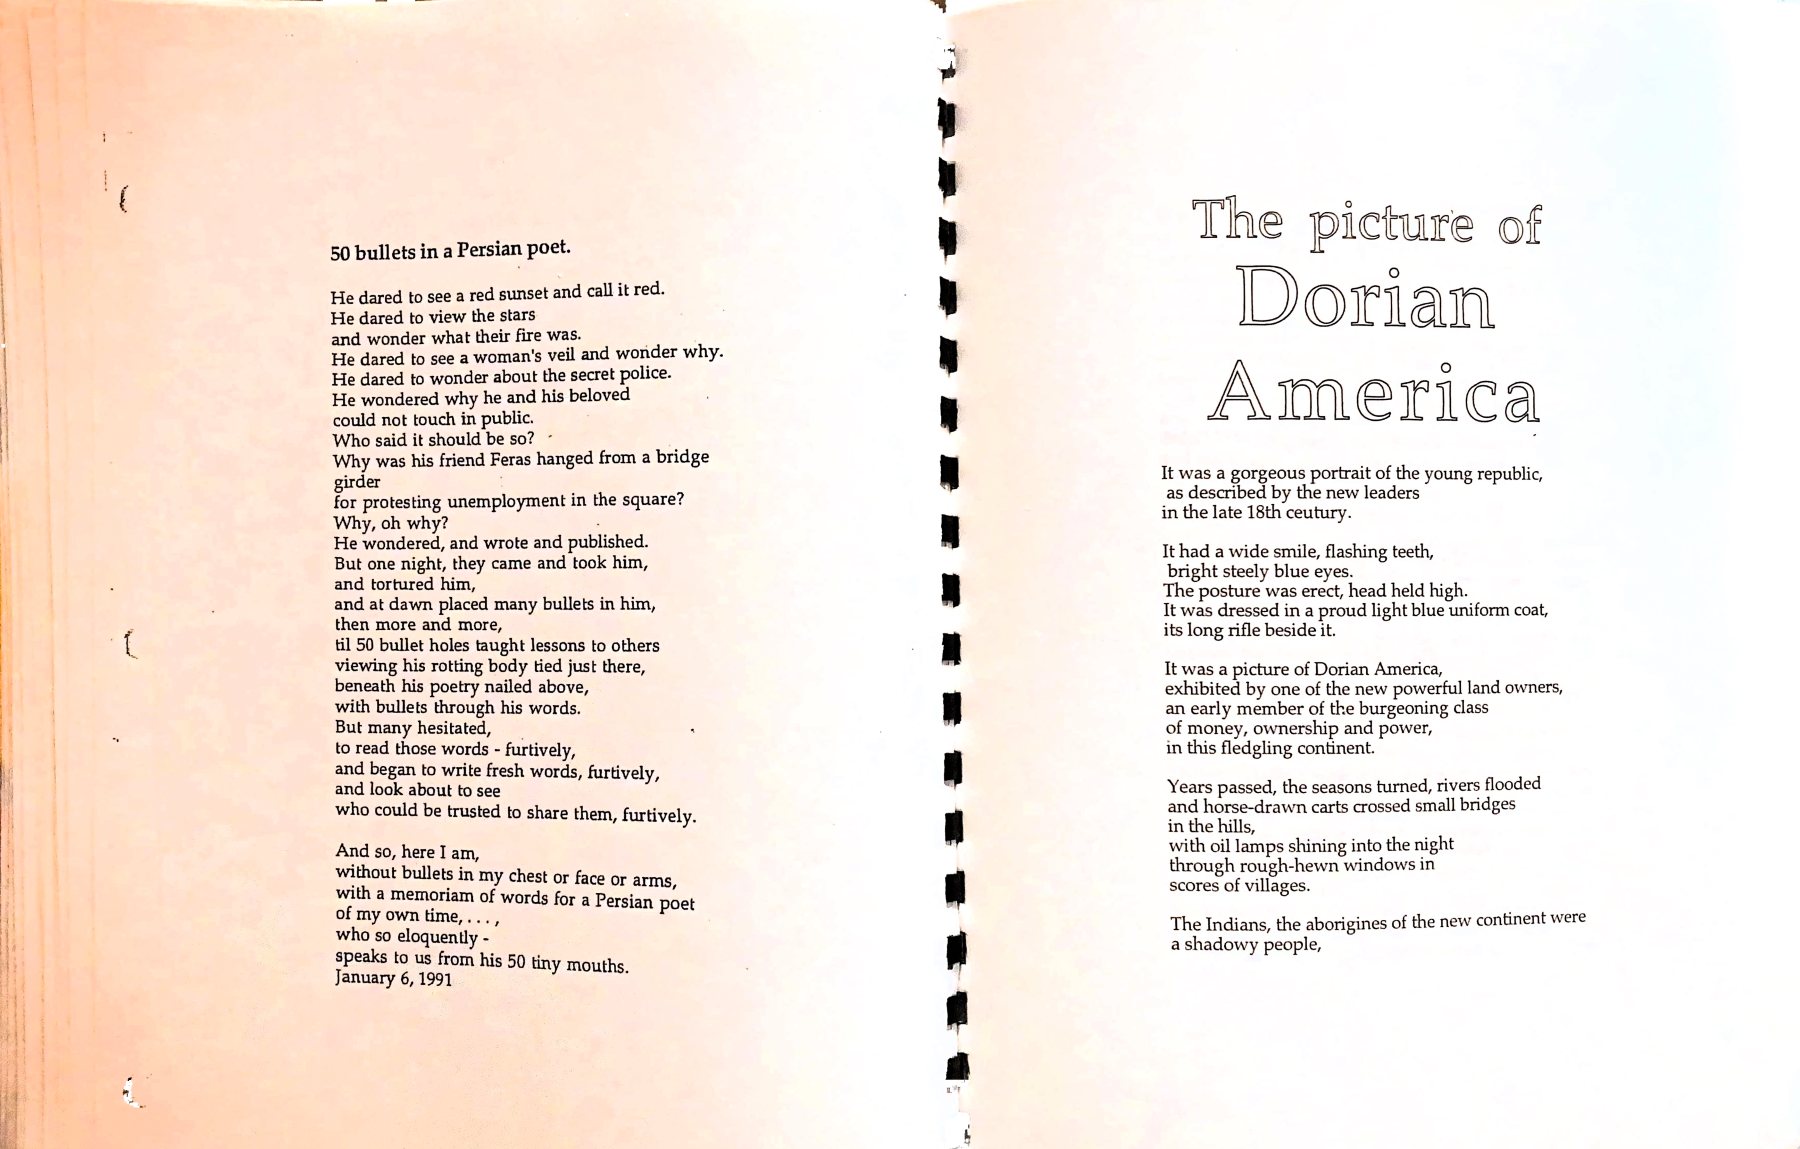 50 bullets in a Persian poet.
He dared to see a red sunset and call it red.
He dared to view the stars
and wonder what their fire was.
He dared to see a woman's veil and wonder why.
He dared to wonder about the secret police.
He wondered why he and his beloved
could not touch in public.
Who said it should be so?
Why was his friend Feras hanged from a bridge
girder
for protesting unemployment in the square?
Why, oh why?
He wondered, and wrote and published.
But one night, they came and took him,
and tortured him,
and at dawn placed many bullets in him,
then more and more,
til 50 bullet holes taught lessons to others
viewing his rotting body tied just there,
beneath his poetry nailed above,
with bullets through his words.
But many hesitated,
to read those words - furtively,
and began to write fresh words, furtively,
and look about to see
who could be trusted to share them, furtively.
And so, here I am,
without bullets in my chest or face or arms,
with a memoriam of words for a Persian poet
of my own time, . . . ,
who so eloquently -
speaks to us from his 50 tiny mouths.
January 6, 1991
The picture of
Dorian
America
It was a gorgeous portrait of the young republic,
as described by the new leaders
in the late 18th ceutury.
It had a wide smile, flashing teeth,
bright steely blue eyes.
The posture was erect, head held high.
It was dressed in a proud light blue uniform coat,
its long rifle beside it.
It was a picture of Dorian America,
exhibited by one of the new powerful land owners,
an early member of the burgeoning class
of money, ownership and power,
in this fledgling continent.
Years passed, the seasons turned, rivers flooded
and horse-drawn carts crossed small bridges
in the hills,
with oil lamps shining into the night
through rough-hewn windows in
scores of villages.
The Indians, the aborigines of the new continent were
a shadowy people,